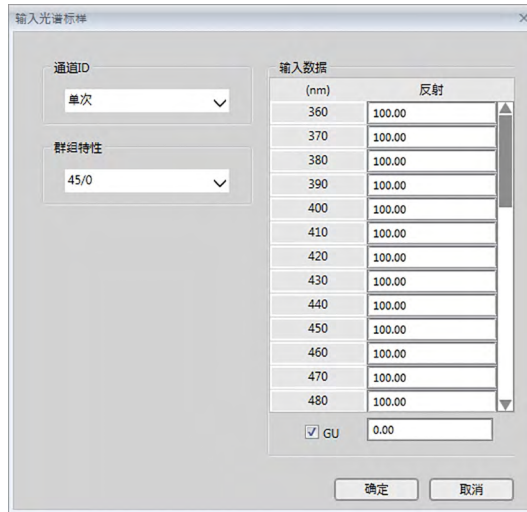 输入光谱标样
通道ID
单次
群组特性
45/0
输入数据
(nm) 反射
360 100.00
370 100.00
380 100.00
390 100.00
400 100.00
410 100.00
420 100.00
430 100.00
440 100.00
450 100.00
460 100.00
470 100.00
480 100.00
GU 0.00
确定 取消